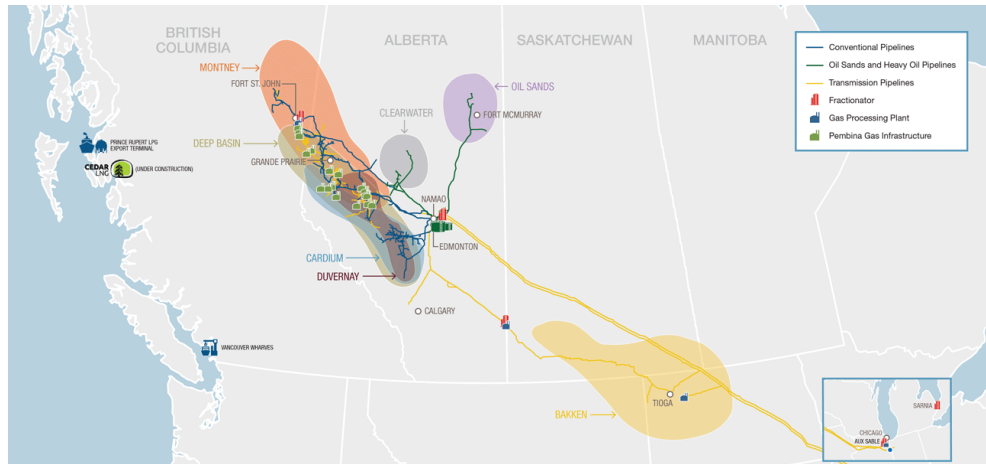 BRITISH
COLUMBIA
ALBERTA
SASKATCHEWAN
MANITOBA
Conventional Pipelines
Oil Sands and Heavy Oil Pipelines
Transmission Pipelines
Fractionator
Gas Processing Plant
Pembina Gas Infrastructure
MONTNEY
FORT ST. JOHN
OIL SANDS
FORT MCMURRAY
CLEARWATER
DEEP BASIN
GRANDE PRAIRIE
PRINCE RUPERT LPG
EXPORT TERMINAL
CEDAR
LNG
(UNDER CONSTRUCTION)
NAMAO
EDMONTON
CARDIUM
DUVERNAY
CALGARY
VANCOUVER WHARVES
TIOGA
BAKKEN
SARNIA
CHICAGO
AUX SABLE